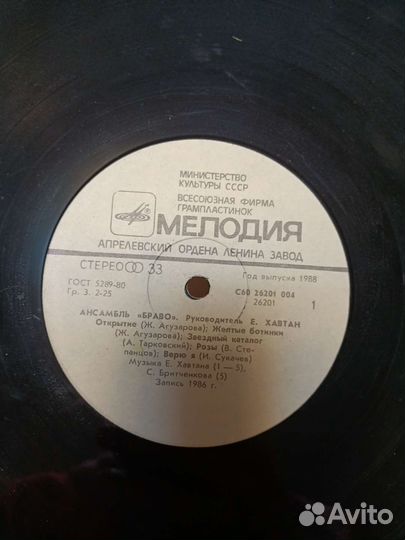 МИНИСТЕРСТВО
КУЛЬТУРЫ СССР
ВСЕСОЮЗНАЯ ФИРМА
ГРАМПЛАСТИНОК
МЕЛОДИЯ
АПРЕЛЕВСКИЙ ОРДЕНА ЛЕНИНА ЗАВОД
СТЕРЕО 33
Год выпуска 1988
ГОСТ 5289-80
Гр. 3. 2-25
С60 26201 004
26201
1
АНСАМБЛЬ «БРАВО». Руководитель Е. ХАВТАН
Открытие (Ж. Агузарова); Желтые ботинки
(Ж. Агузарова); Звездный каталог
(А. Тарковский); Розы (В. Сте-
панцов); Верю я (И. Сукачев)
Музыка Е. Хавтана (1—5),
С. Бритченкова (5)
Запись 1986 г.
Avito